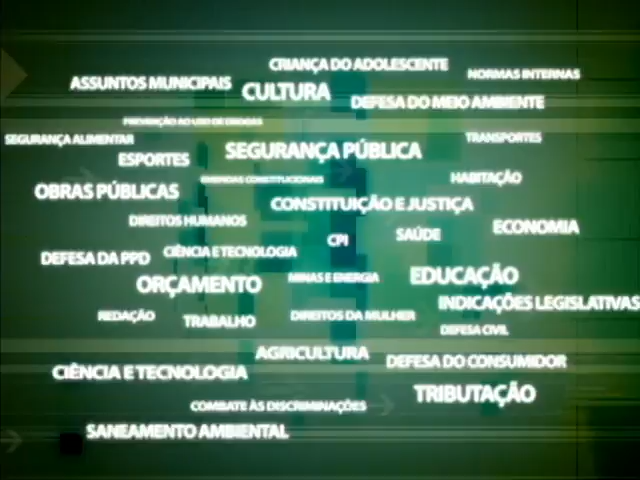 CRIANÇA DO ADOLESCENTE
NORMAS INTERNAS
ASSUNTOS MUNICIPAIS
CULTURA
DEFESA DO MEIO AMBIENTE
PREVENÇÃO AO USO DE DROGAS
SEGURANÇA ALIMENTAR
TRANSPORTES
SEGURANÇA PÚBLICA
ESPORTES
EMENDAS CONSTITUCIONAIS
HABITAÇÃO
OBRAS PÚBLICAS
CONSTITUIÇÃO E JUSTIÇA
DIREITOS HUMANOS
ECONOMIA
CPI
SAÚDE
DEFESA DA PPD
CIÊNCIA E TECNOLOGIA
ORÇAMENTO
MINAS E ENERGIA
EDUCAÇÃO
INDICAÇÕES LEGISLATIVAS
REDAÇÃO
TRABALHO
DIREITOS DA MULHER
DEFESA CIVIL
AGRICULTURA
DEFESA DO CONSUMIDOR
CIÊNCIA E TECNOLOGIA
TRIBUTAÇÃO
COMBATE ÀS DISCRIMINAÇÕES
SANEAMENTO AMBIENTAL